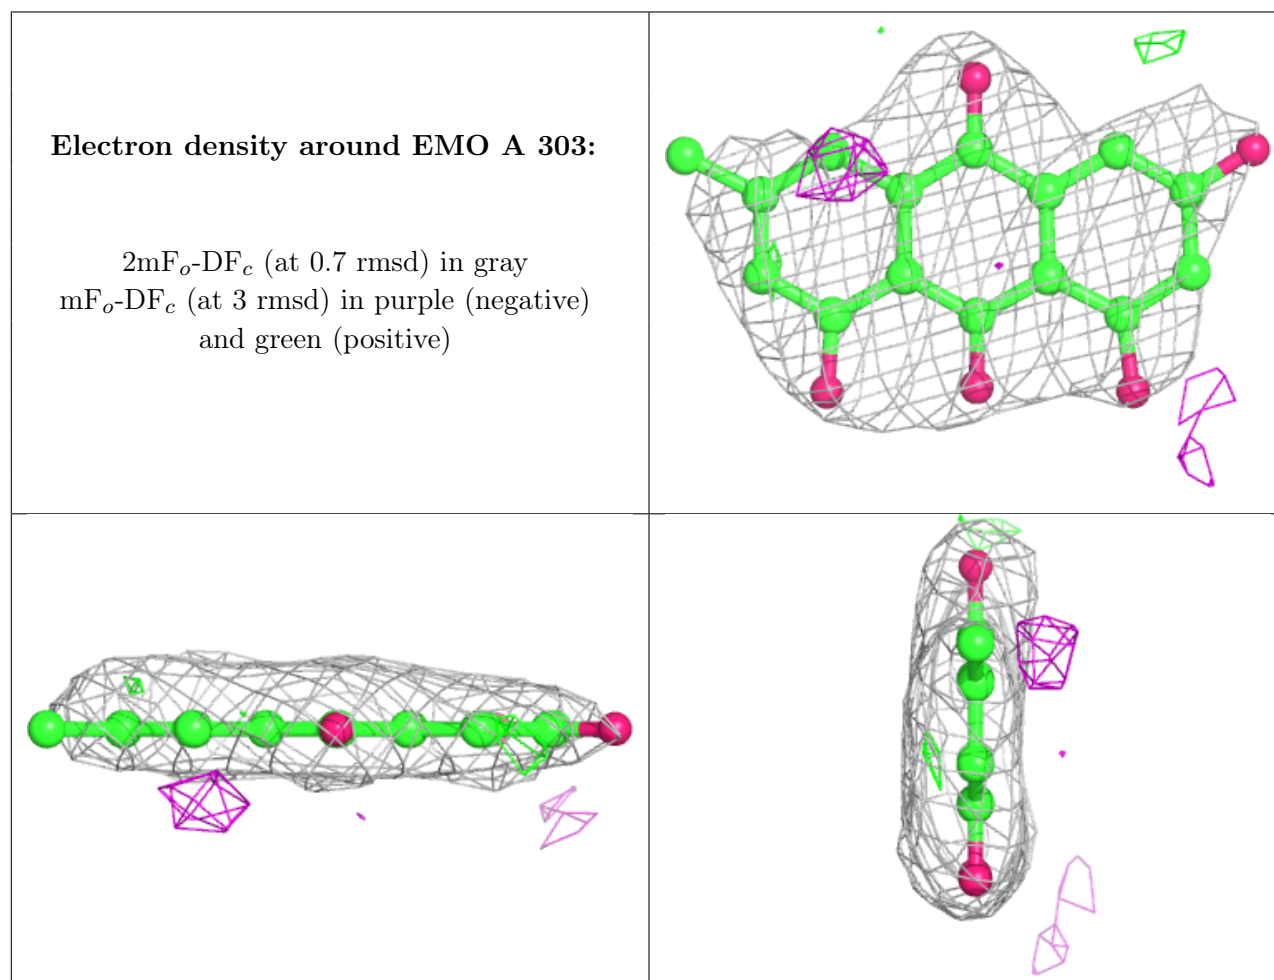 Electron density around EMO A 303:
2mFₒ-DF𝒸 (at 0.7 rmsd) in gray
mFₒ-DF𝒸 (at 3 rmsd) in purple (negative)
and green (positive)